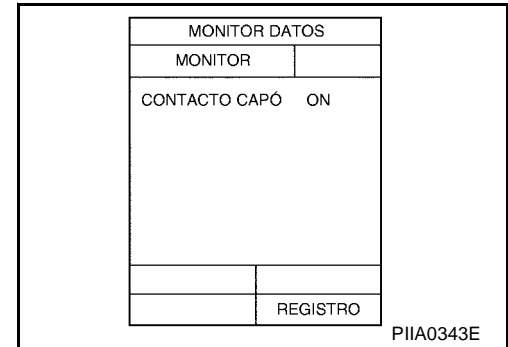 MONITOR DATOS
MONITOR
CONTACTO CAPÓ ON
REGISTRO
PIIA0343E